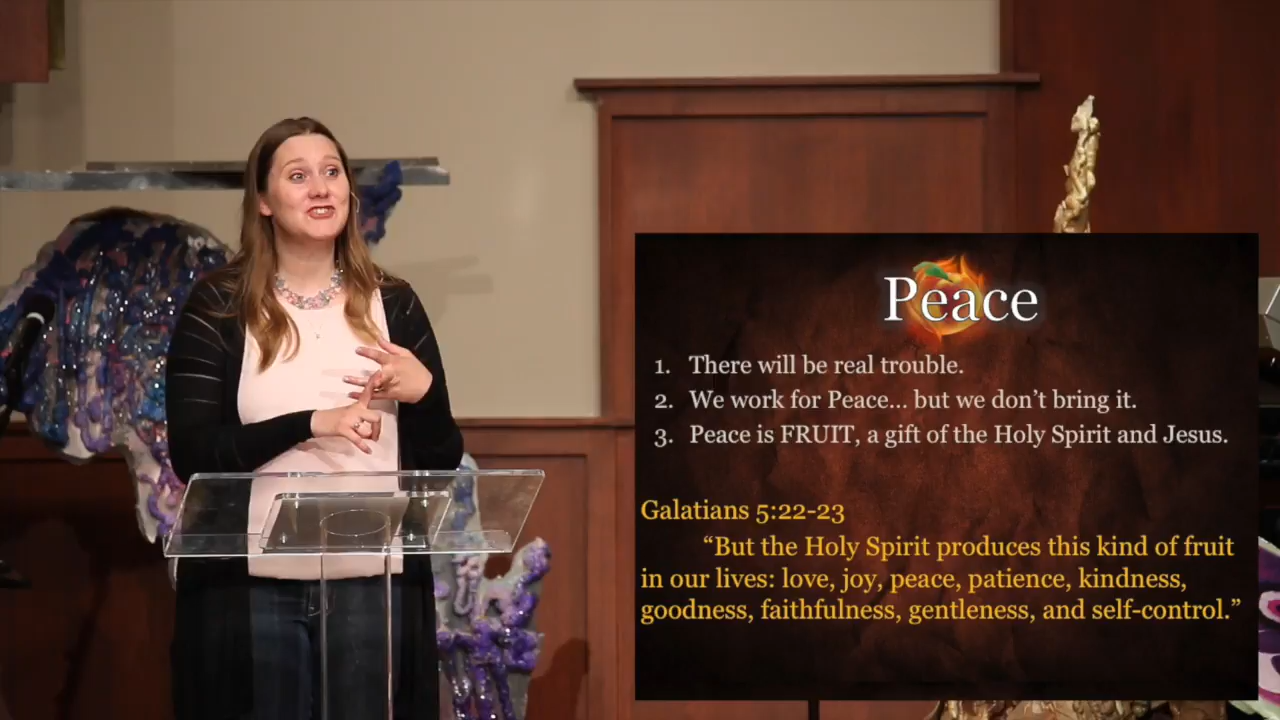 Peace
1. There will be real trouble.
2. We work for Peace... but we don't bring it.
3. Peace is FRUIT, a gift of the Holy Spirit and Jesus.
Galatians 5:22-23
“But the Holy Spirit produces this kind of fruit
in our lives: love, joy, peace, patience, kindness,
goodness, faithfulness, gentleness, and self-control.”